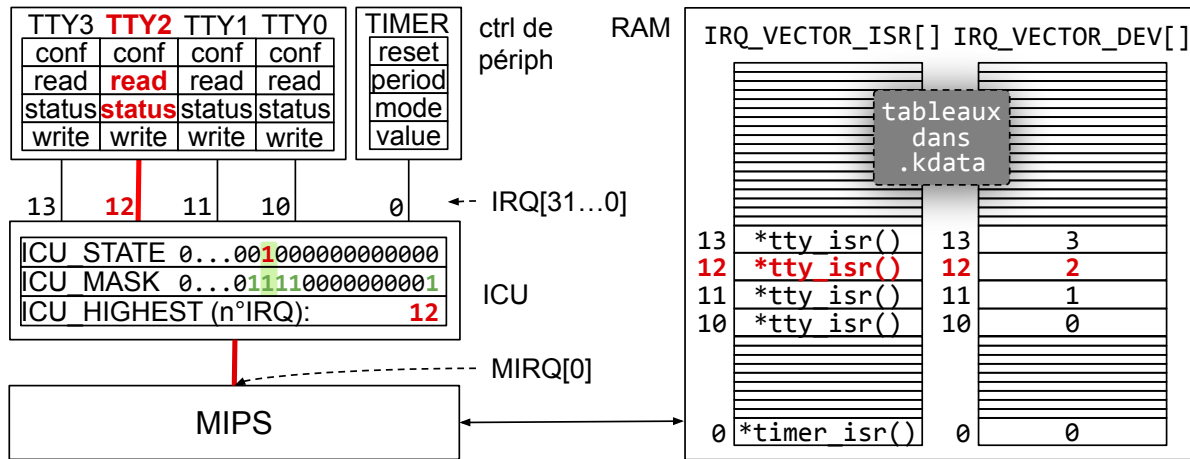 TTY3 TTY2 TTY1 TTY0
conf conf conf conf
read read read read
status status status status
write write write write
TIMER
reset
period
mode
value
ctrl de
périph
13 12 11 10 0
IRQ[31...0]
ICU_STATE 0...001000000000000
ICU_MASK 0...011110000000001
ICU_HIGHEST (n°IRQ): 12
ICU
MIRQ[0]
MIPS
RAM
IRQ_VECTOR_ISR[] IRQ_VECTOR_DEV[]
tableaux
dans
.kdata
13 *tty_isr() 13 3
12 *tty_isr() 12 2
11 *tty_isr() 11 1
10 *tty_isr() 10 0
0 *timer_isr() 0 0